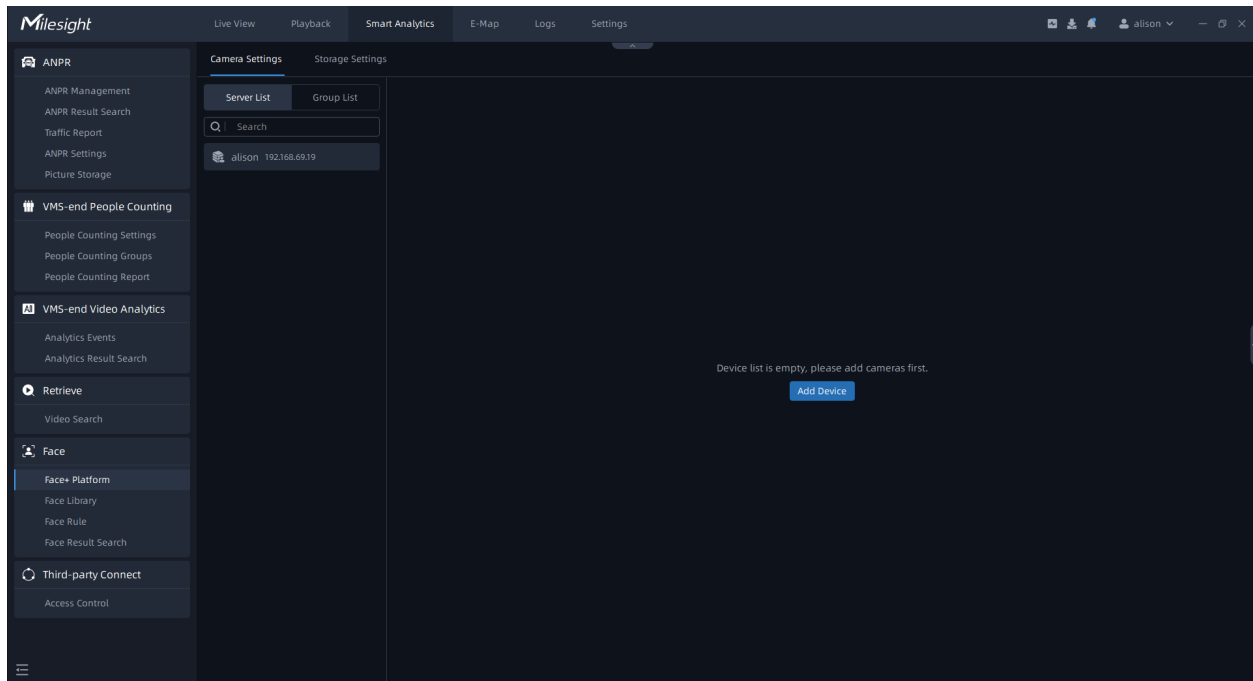 Milesight
Live View Playback Smart Analytics E-Map Logs Settings alison
ANPR
ANPR Management
ANPR Result Search
Traffic Report
ANPR Settings
Picture Storage
VMS-end People Counting
People Counting Settings
People Counting Groups
People Counting Report
AI VMS-end Video Analytics
Analytics Events
Analytics Result Search
Retrieve
Video Search
Face
Face+ Platform
Face Library
Face Rule
Face Result Search
Third-party Connect
Access Control
Camera Settings Storage Settings
Server List Group List
Search
alison 192.168.69.19
Device list is empty, please add cameras first.
Add Device